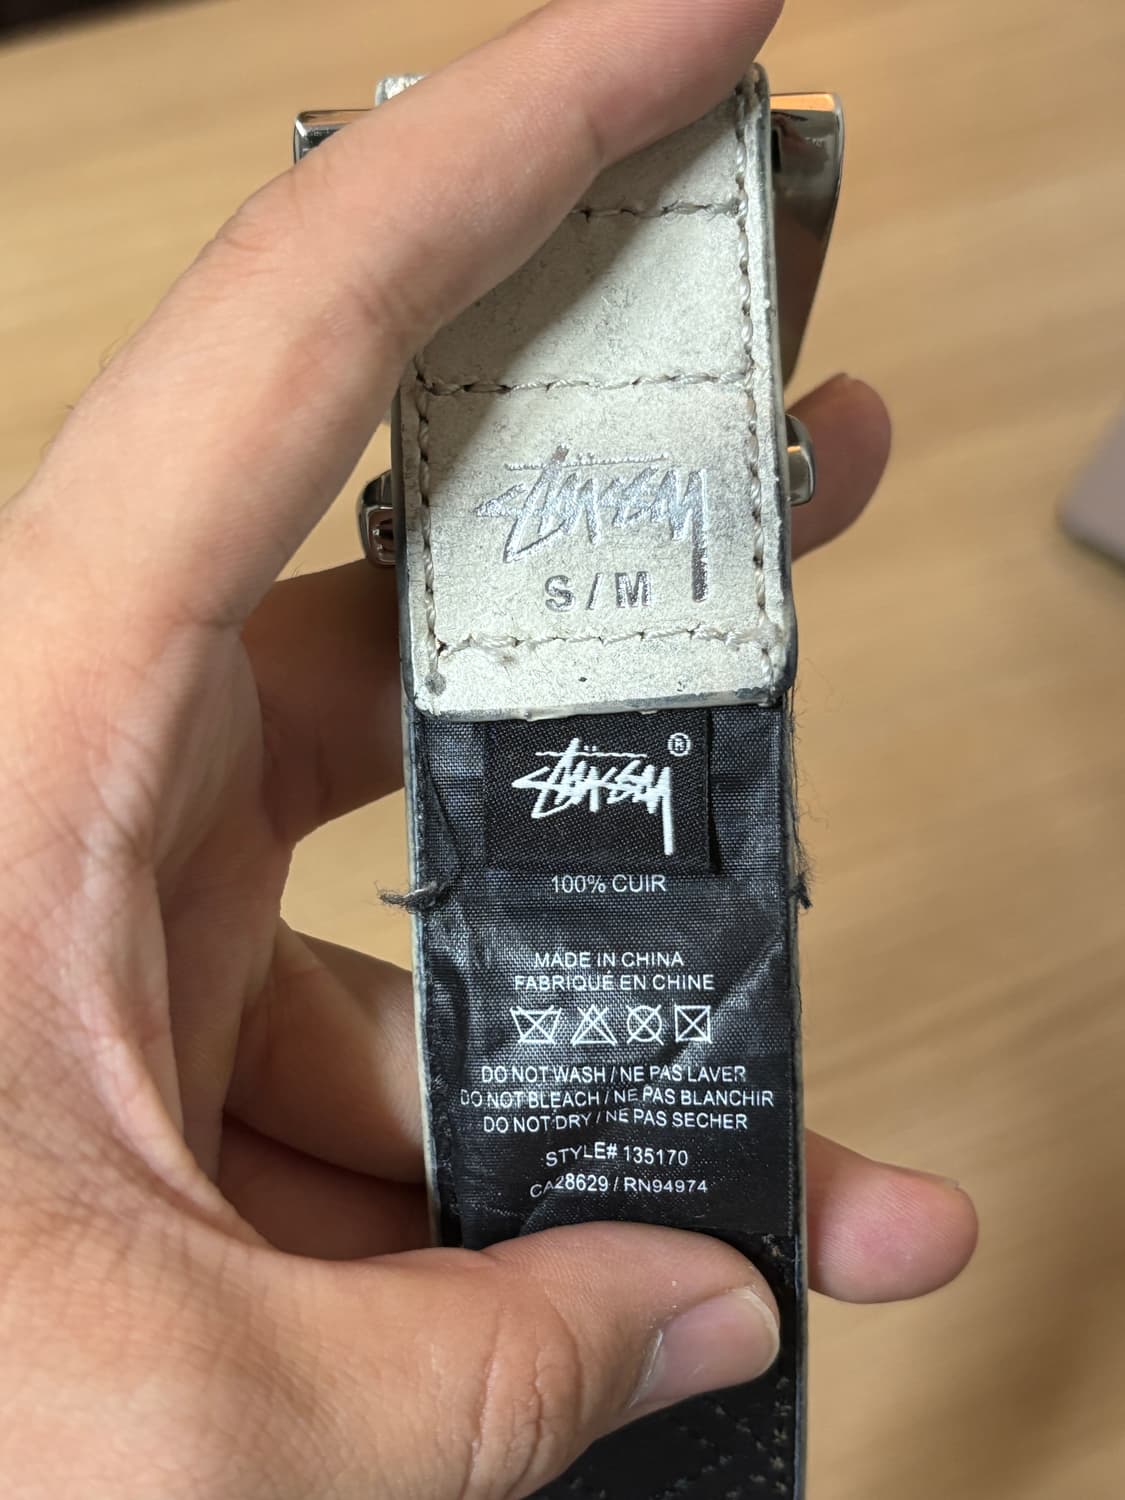 Stüssy
S/M
Stüssy®
100% CUIR
MADE IN CHINA
FABRIQUÉ EN CHINE
DO NOT WASH / NE PAS LAVER
DO NOT BLEACH / NE PAS BLANCHIR
DO NOT DRY / NE PAS SECHER
STYLE# 135170
CA28629 / RN94974